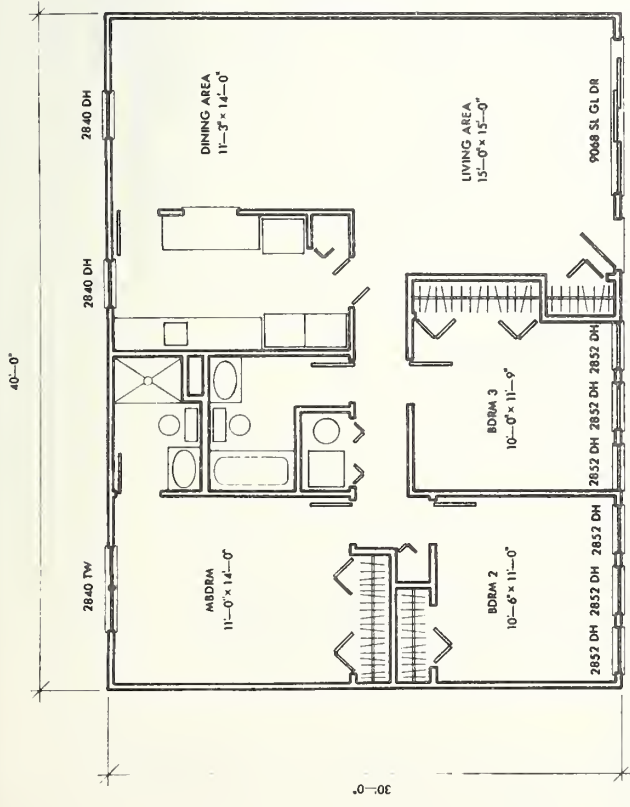 40'—0"
30'—0"
2840 TW
2840 DH
2840 DH
MBDRM
11'—0" × 14'—0"
DINING AREA
11'—3" × 14'—0"
LIVING AREA
15'—0" × 15'—0"
BDRM 2
10'—6" × 11'—0"
BDRM 3
10'—0" × 11'—9"
2852 DH
2852 DH
2852 DH
2852 DH
2852 DH
2852 DH
9068 SL GL DR